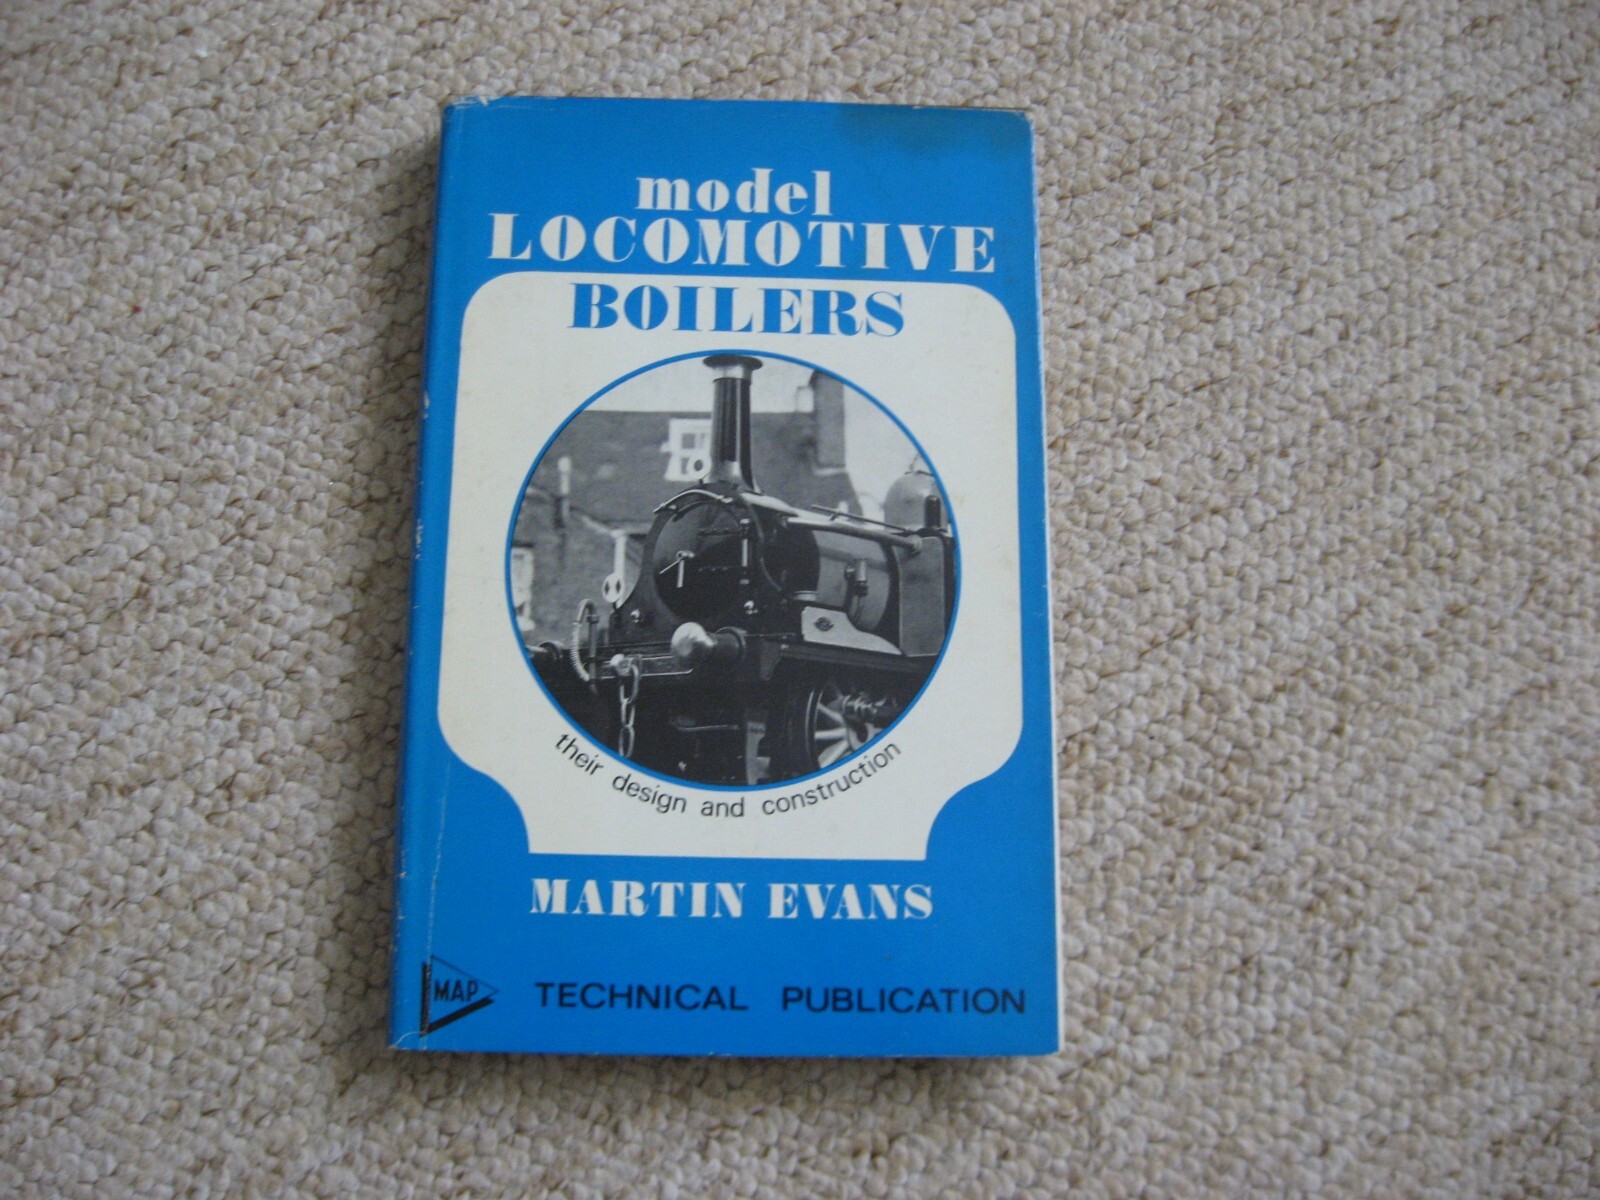 model
LOCOMOTIVE
BOILERS
their design and construction
MARTIN EVANS
MAP
TECHNICAL PUBLICATION